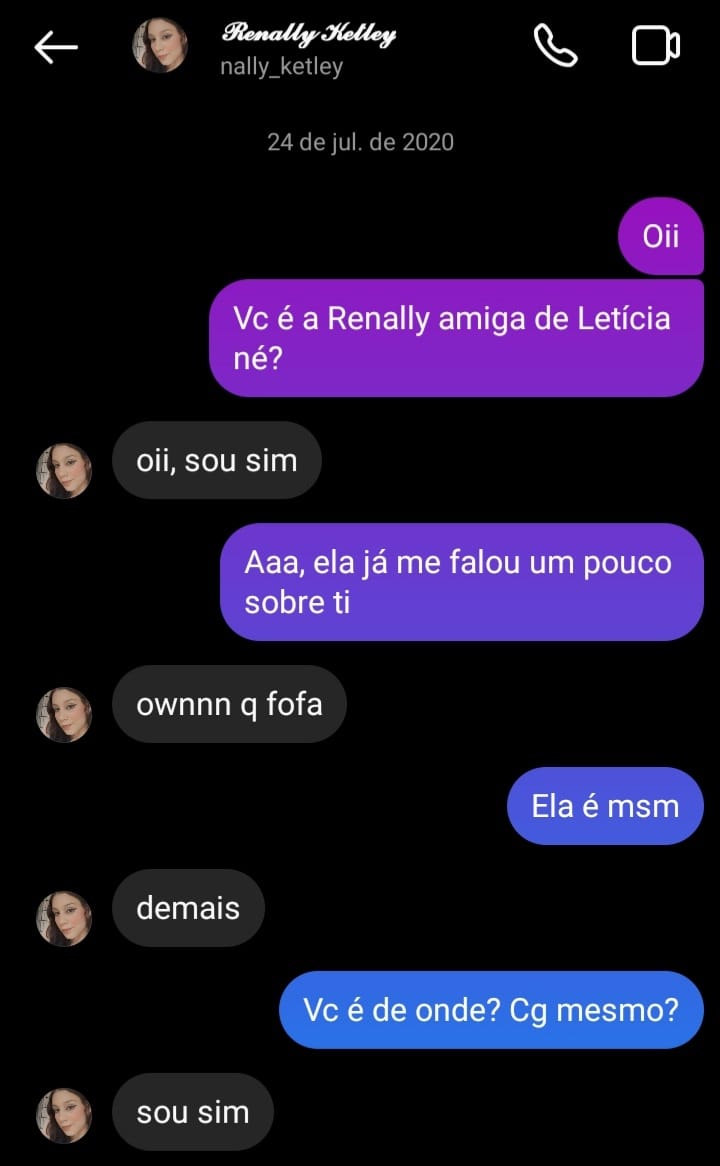 Renally Ketley
nally_ketley
24 de jul. de 2020
Oii
Vc é a Renally amiga de Letícia
né?
oii, sou sim
Aaa, ela já me falou um pouco
sobre ti
ownnn q fofa
Ela é msm
demais
Vc é de onde? Cg mesmo?
sou sim